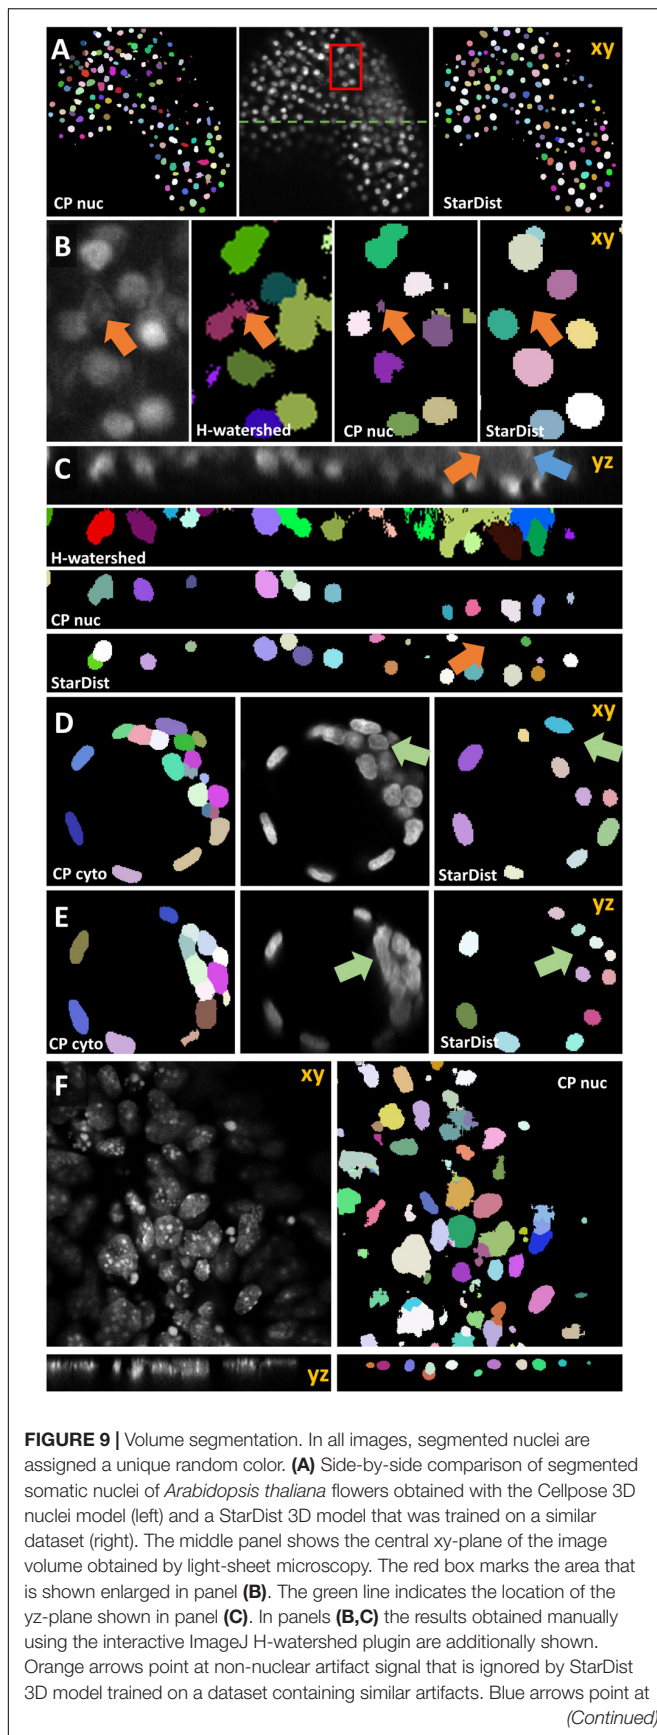 A
xy
CP nuc
StarDist
B
xy
H-watershed
CP nuc
StarDist
C
yz
H-watershed
CP nuc
StarDist
D
xy
CP cyto
StarDist
E
yz
CP cyto
StarDist
F
xy
CP nuc
yz
FIGURE 9 | Volume segmentation. In all images, segmented nuclei are
assigned a unique random color. (A) Side-by-side comparison of segmented
somatic nuclei of Arabidopsis thaliana flowers obtained with the Cellpose 3D
nuclei model (left) and a StarDist 3D model that was trained on a similar
dataset (right). The middle panel shows the central xy-plane of the image
volume obtained by light-sheet microscopy. The red box marks the area that
is shown enlarged in panel (B). The green line indicates the location of the
yz-plane shown in panel (C). In panels (B,C) the results obtained manually
using the interactive ImageJ H-watershed plugin are additionally shown.
Orange arrows point at non-nuclear artifact signal that is ignored by StarDist
3D model trained on a dataset containing similar artifacts. Blue arrows point at
(Continued)